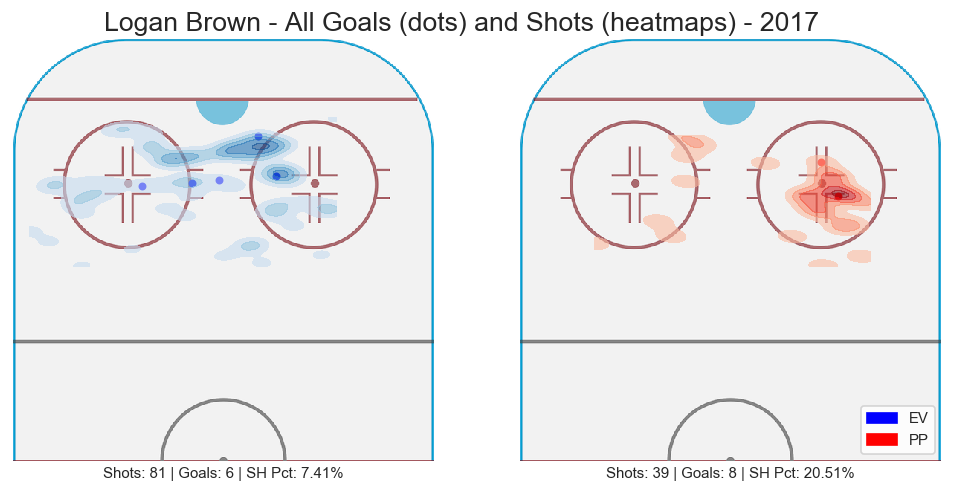 Logan Brown - All Goals (dots) and Shots (heatmaps) - 2017
EV
PP
Shots: 81 | Goals: 6 | SH Pct: 7.41%
Shots: 39 | Goals: 8 | SH Pct: 20.51%